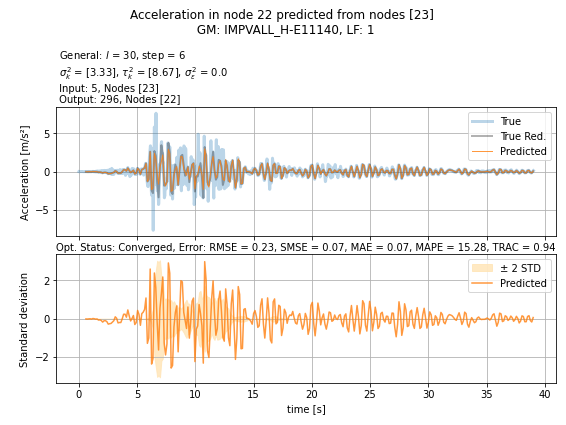 Acceleration in node 22 predicted from nodes [23]
GM: IMPVALL_H-E11140, LF: 1
General: l = 30, step = 6
σ²ₖ = [3.33], τ²ₖ = [8.67], σ²ε = 0.0
Input: 5, Nodes [23]
Output: 296, Nodes [22]
Acceleration [m/s²]
5
0
−5
True
True Red.
Predicted
Opt. Status: Converged, Error: RMSE = 0.23, SMSE = 0.07, MAE = 0.07, MAPE = 15.28, TRAC = 0.94
Standard deviation
2
0
−2
± 2 STD
Predicted
0 5 10 15 20 25 30 35 40
time [s]